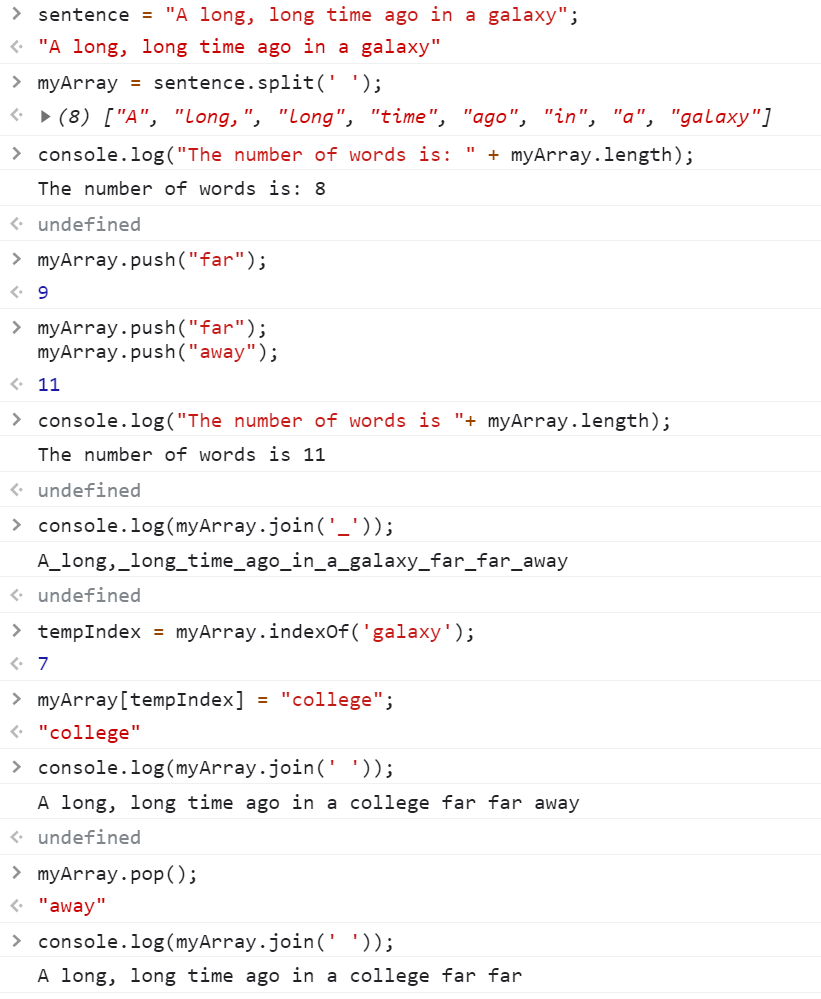 > sentence = "A long, long time ago in a galaxy";
"A long, long time ago in a galaxy"
> myArray = sentence.split(' ');
(8) ["A", "long,", "long", "time", "ago", "in", "a", "galaxy"]
> console.log("The number of words is: " + myArray.length);
The number of words is: 8
undefined
> myArray.push("far");
9
> myArray.push("far");
myArray.push("away");
11
> console.log("The number of words is "+ myArray.length);
The number of words is 11
undefined
> console.log(myArray.join('_'));
A_long,_long_time_ago_in_a_galaxy_far_far_away
undefined
> tempIndex = myArray.indexOf('galaxy');
7
> myArray[tempIndex] = "college";
"college"
> console.log(myArray.join(' '));
A long, long time ago in a college far far away
undefined
> myArray.pop();
"away"
> console.log(myArray.join(' '));
A long, long time ago in a college far far